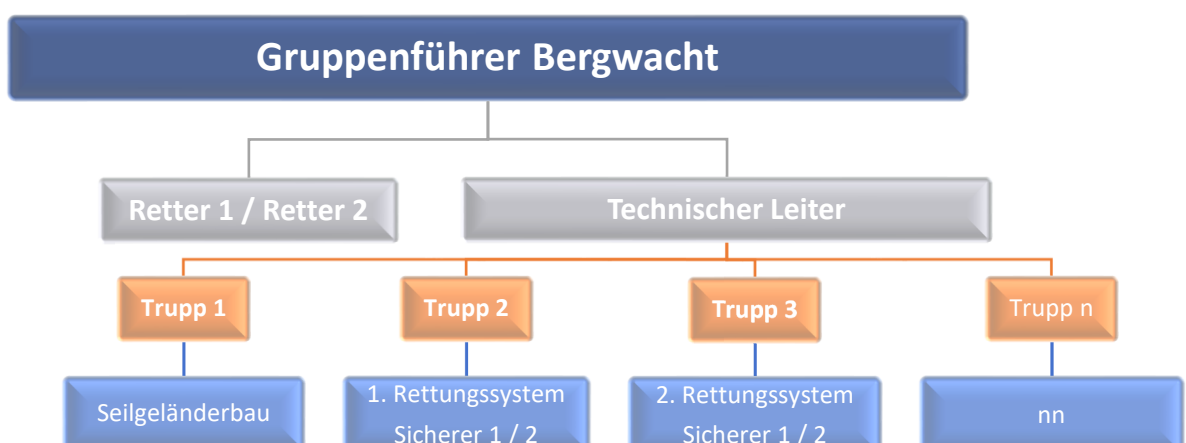 Gruppenführer Bergwacht
Retter 1 / Retter 2
Technischer Leiter
Trupp 1
Trupp 2
Trupp 3
Trupp n
Seilgeländerbau
1. Rettungssystem
Sicherer 1 / 2
2. Rettungssystem
Sicherer 1 / 2
nn